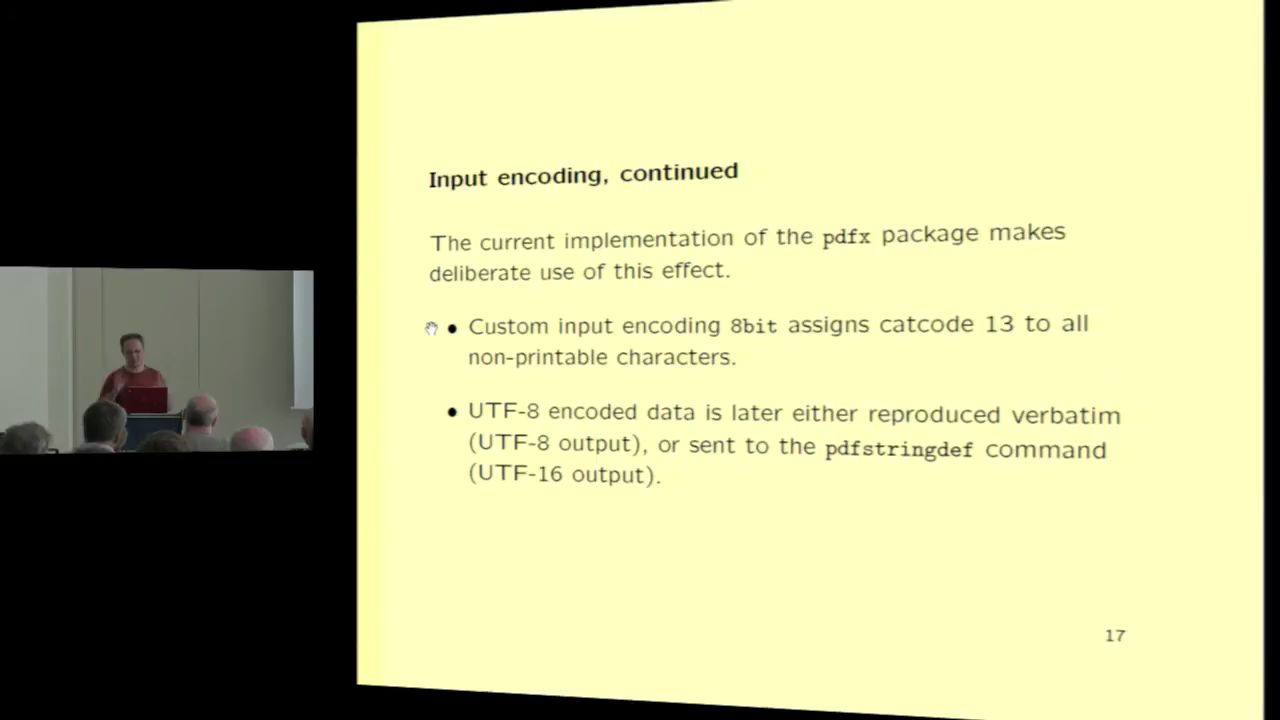 Input encoding, continued
The current implementation of the pdfx package makes
deliberate use of this effect.
• Custom input encoding 8bit assigns catcode 13 to all
non-printable characters.
• UTF-8 encoded data is later either reproduced verbatim
(UTF-8 output), or sent to the pdfstringdef command
(UTF-16 output).
17